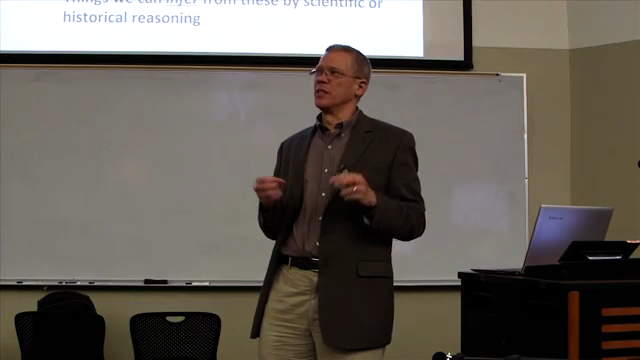 Things we can infer from these by scientific or
historical reasoning